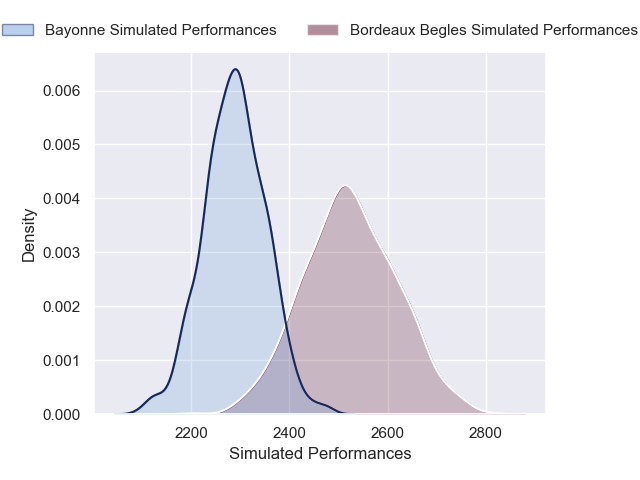 Bayonne Simulated Performances Bordeaux Begles Simulated Performances
0.006
0.005
0.004
0.003
0.002
0.001
0.000
Density
2200 2400 2600 2800
Simulated Performances